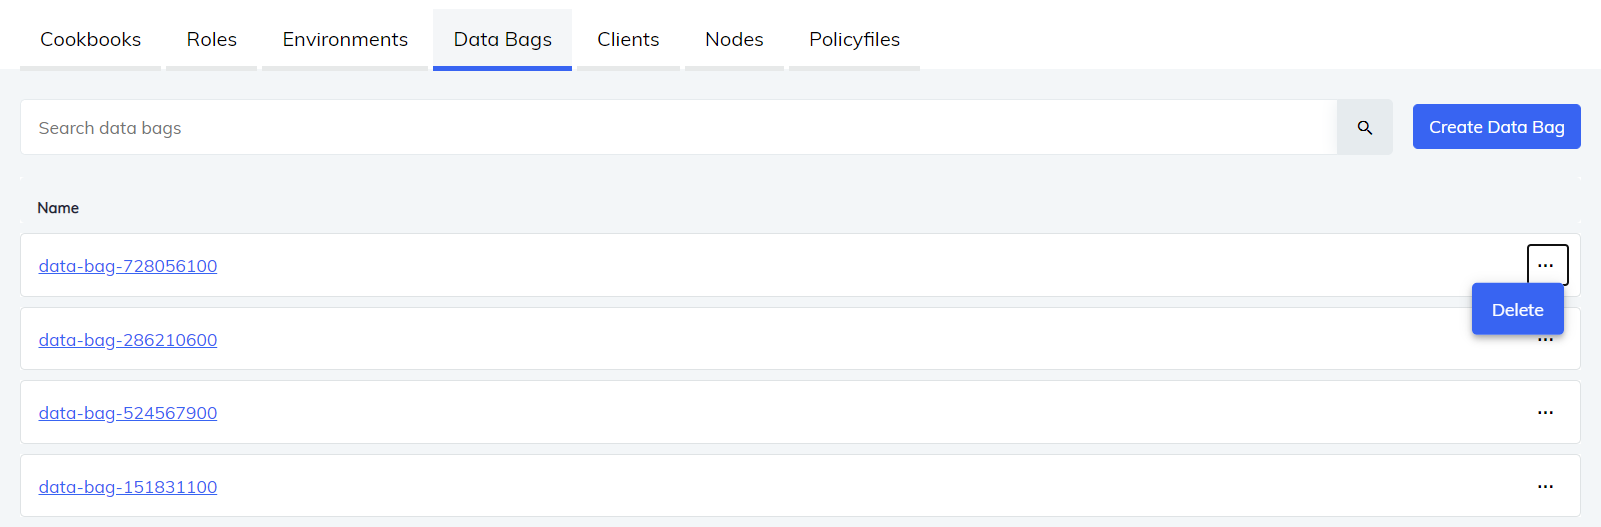 Cookbooks Roles Environments Data Bags Clients Nodes Policyfiles
Search data bags
Create Data Bag
Name
data-bag-728056100 ...
Delete
data-bag-286210600 ...
data-bag-524567900 ...
data-bag-151831100 ...